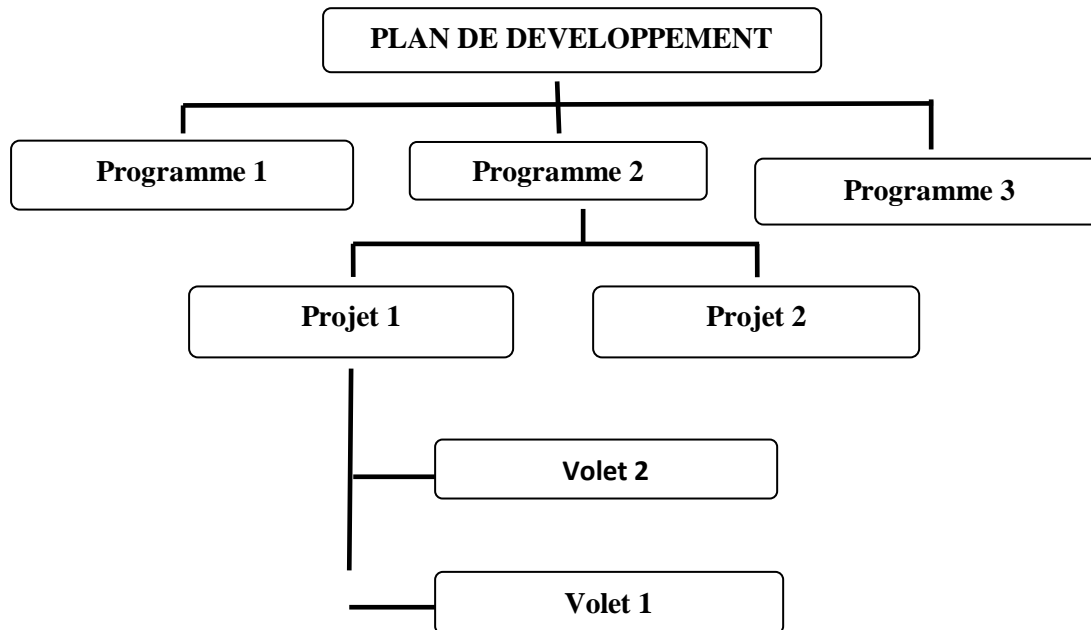 PLAN DE DEVELOPPEMENT
Programme 1
Programme 2
Programme 3
Projet 1
Projet 2
Volet 2
Volet 1